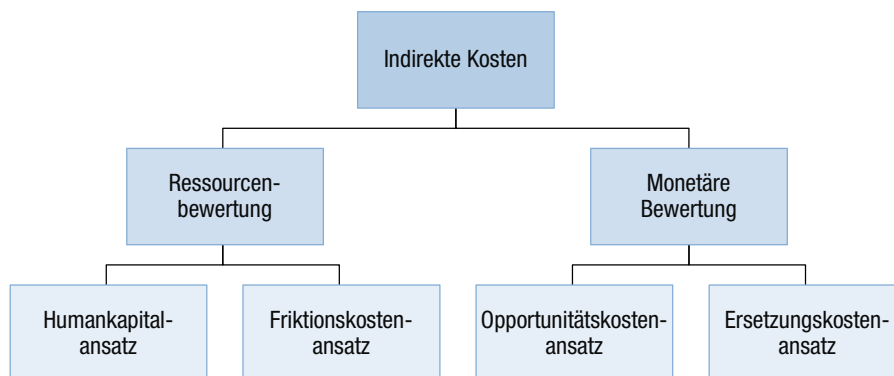 Indirekte Kosten
Ressourcen-
bewertung
Monetäre
Bewertung
Humankapital-
ansatz
Friktionskosten-
ansatz
Opportunitätskosten-
ansatz
Ersetzungskosten-
ansatz